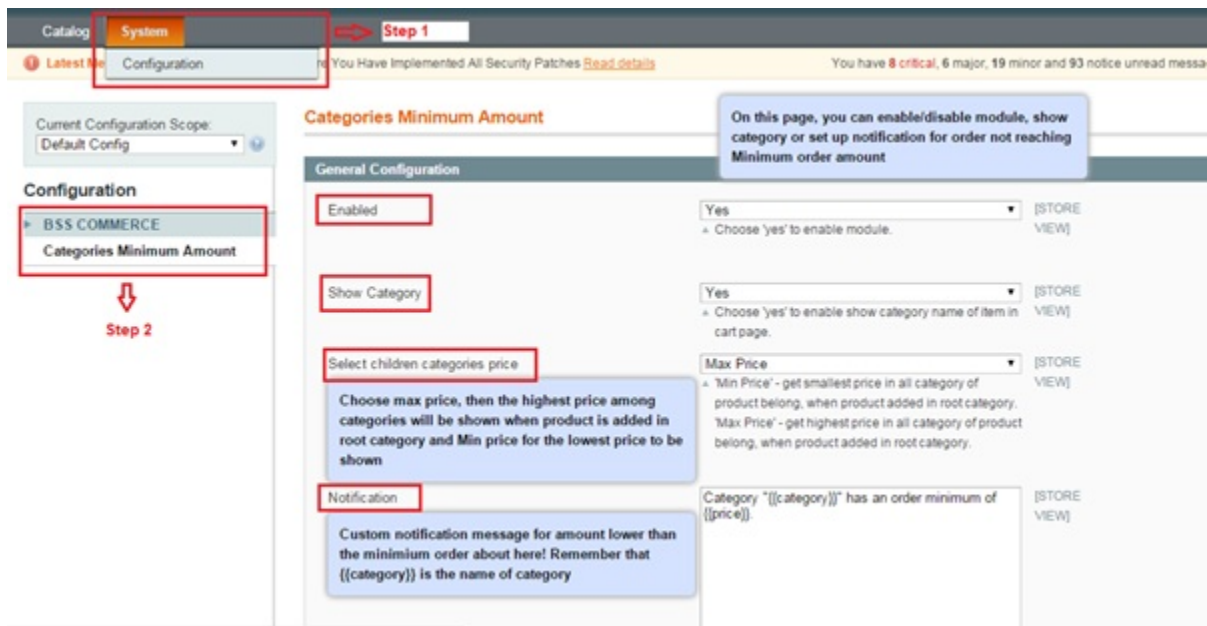 Catalog System Step 1
Configuration
Latest Me
re You Have Implemented All Security Patches Read details
You have 8 critical, 6 major, 19 minor and 93 notice unread messa
Current Configuration Scope:
Default Config
Configuration
BSS COMMERCE
Categories Minimum Amount
Step 2
Categories Minimum Amount
On this page, you can enable/disable module, show
category or set up notification for order not reaching
Minimum order amount
General Configuration
Enabled
Yes
Choose 'yes' to enable module.
[STORE
VIEW]
Show Category
Yes
Choose 'yes' to enable show category name of item in
cart page.
[STORE
VIEW]
Select children categories price
Max Price
'Min Price' - get smallest price in all category of
product belong, when product added in root category.
'Max Price' - get highest price in all category of product
belong, when product added in root category.
[STORE
VIEW]
Choose max price, then the highest price among
categories will be shown when product is added in
root category and Min price for the lowest price to be
shown
Notification
Category "{{category}}" has an order minimum of
{{price}}.
[STORE
VIEW]
Custom notification message for amount lower than
the minimium order about here! Remember that
{{category}} is the name of category